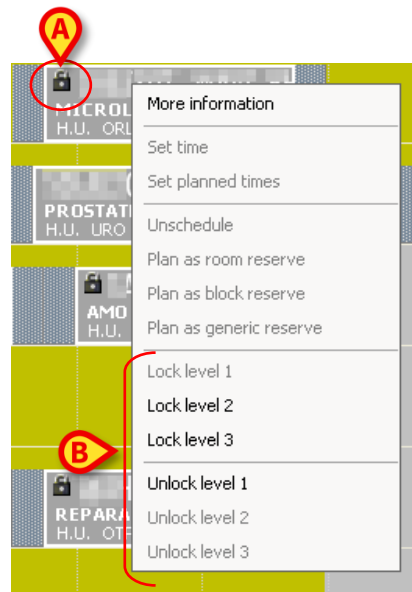 A
MICROL
H.U. ORL
PROSTATI
H.U. URO
AMO
H.U.
REPARA
H.U. OTP
More information
Set time
Set planned times
Unschedule
Plan as room reserve
Plan as block reserve
Plan as generic reserve
Lock level 1
Lock level 2
Lock level 3
Unlock level 1
Unlock level 2
Unlock level 3
B